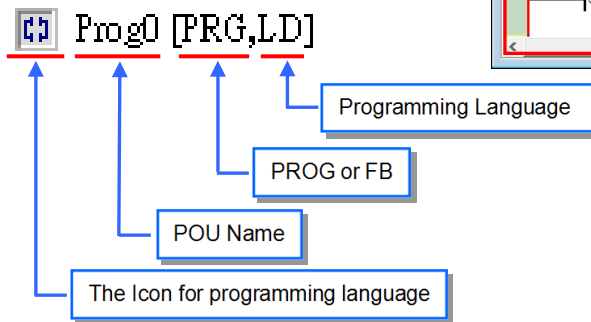 Prog0 [PRG,LD]
Programming Language
PROG or FB
POU Name
The Icon for programming language